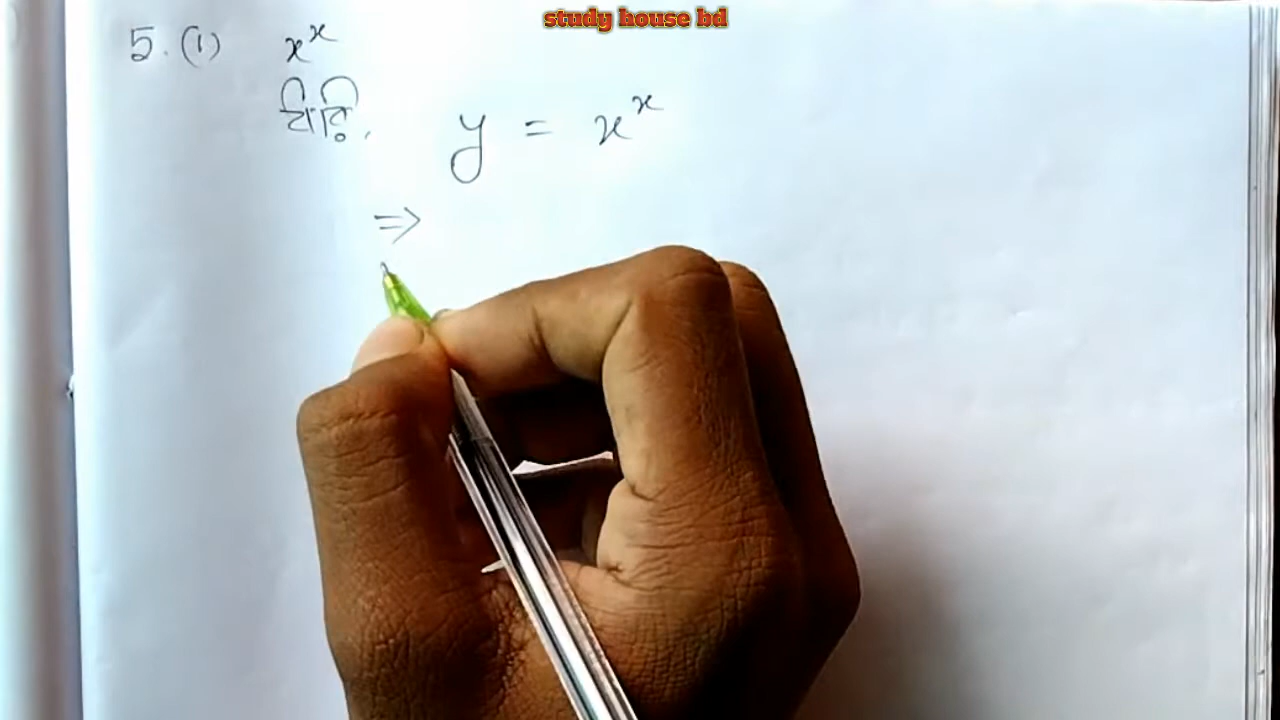 study house bd
5. (1) x^x
ধরি, y = x^x
⇒